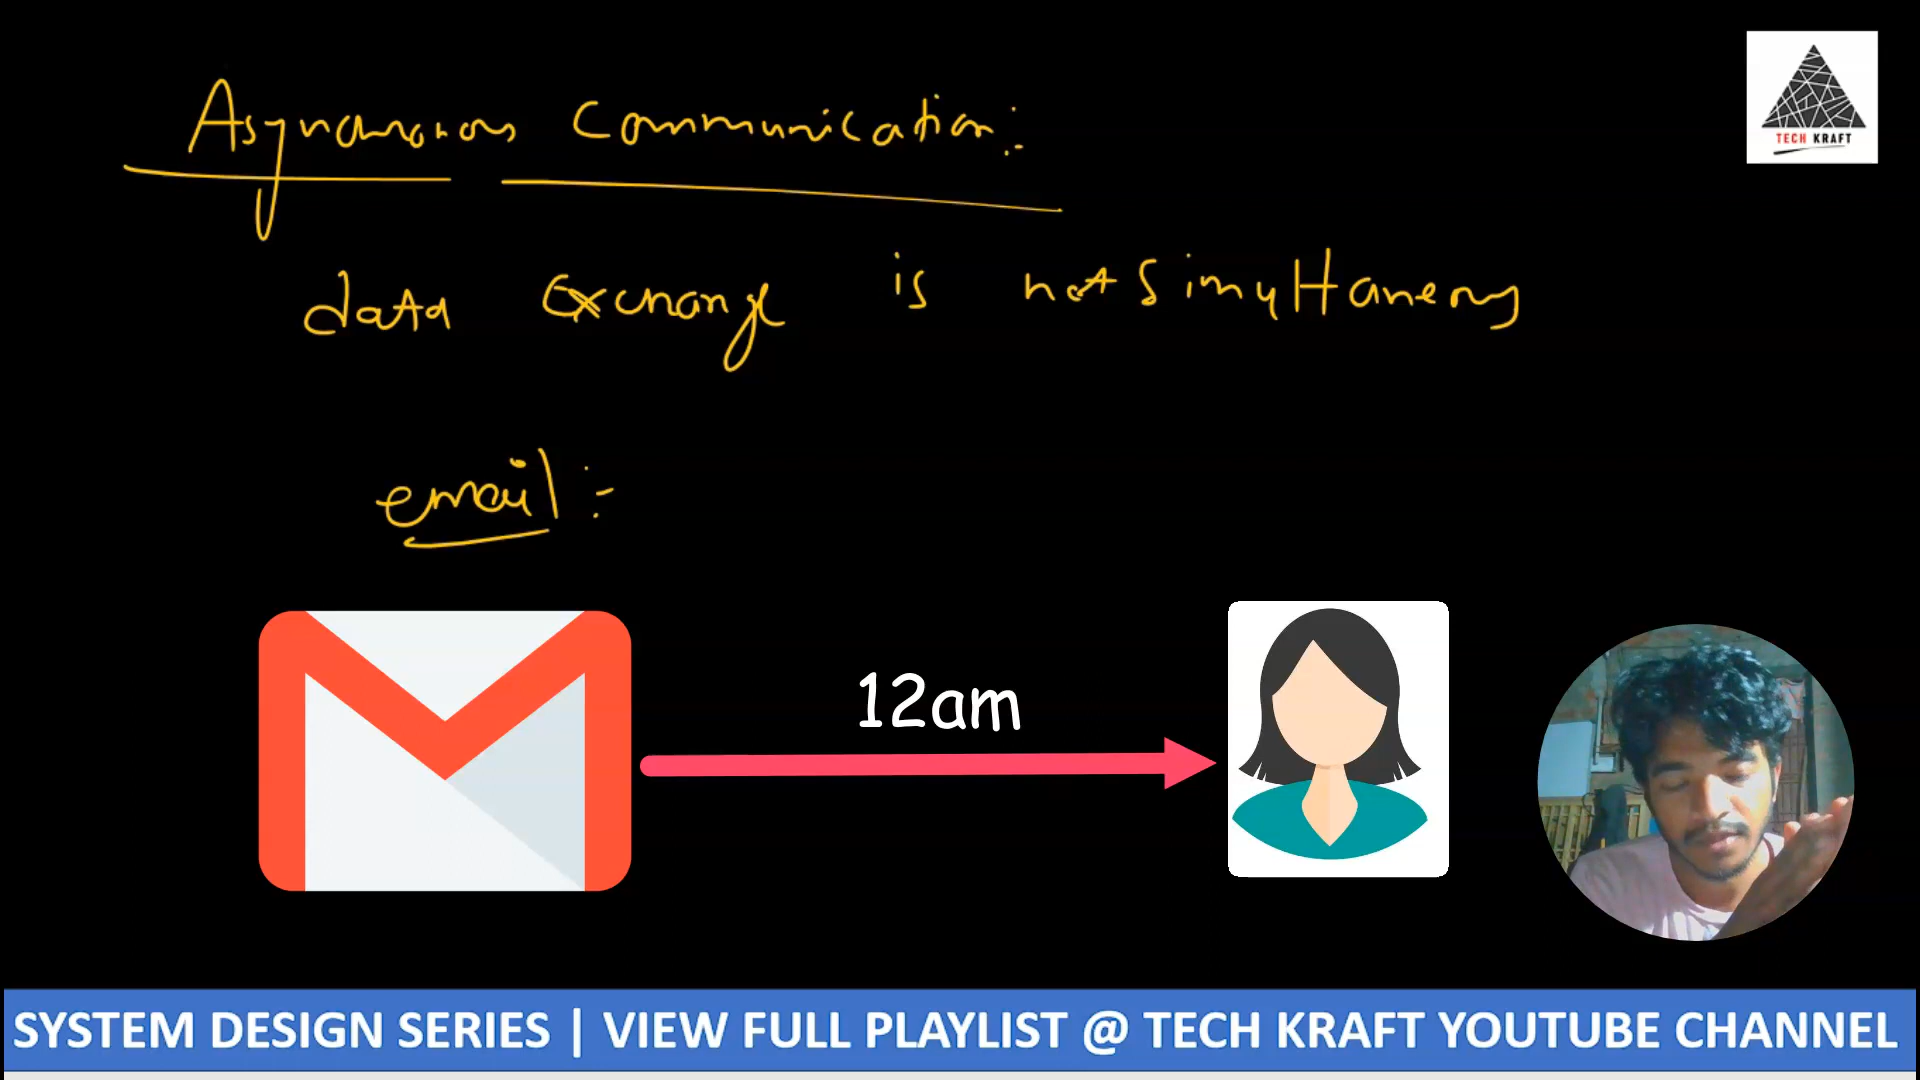 Asynchronous Communication:-
TECH KRAFT
data Exchange is not Simultaneous
email :-
12am
SYSTEM DESIGN SERIES | VIEW FULL PLAYLIST @ TECH KRAFT YOUTUBE CHANNEL